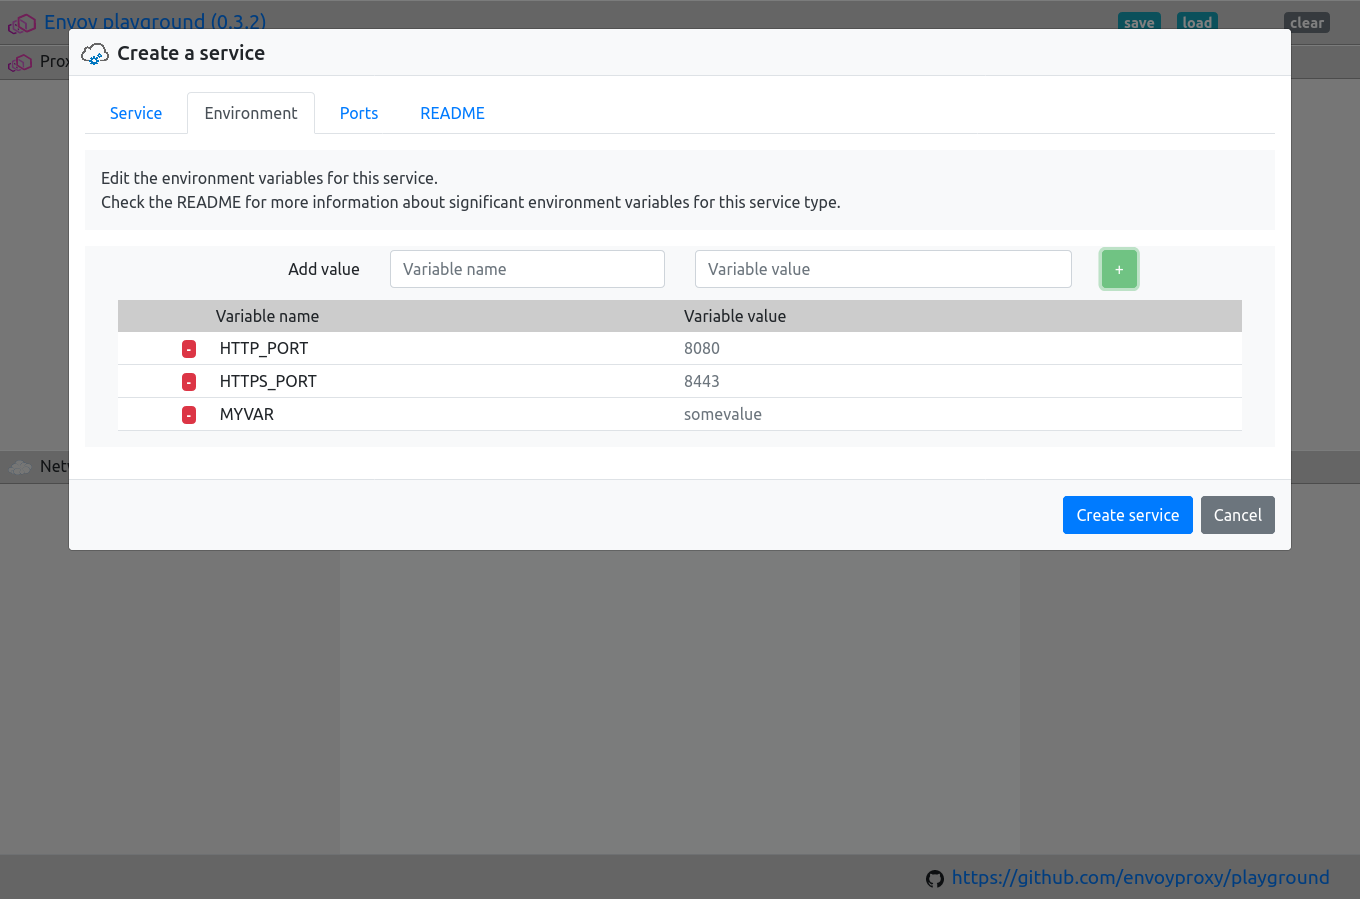 Envoy playground (0.3.2)
save
load
clear
Create a service
Service
Environment
Ports
README
Edit the environment variables for this service.
Check the README for more information about significant environment variables for this service type.
Add value
Variable name
Variable value
+
Variable name
Variable value
-
HTTP_PORT
8080
-
HTTPS_PORT
8443
-
MYVAR
somevalue
Create service
Cancel
https://github.com/envoyproxy/playground